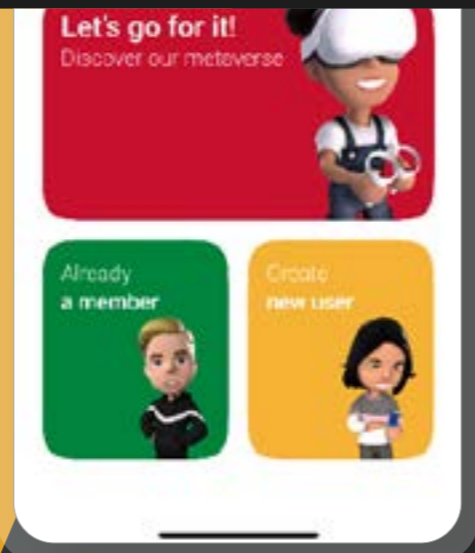 Let's go for it!
Discover our metaverse
Already
a member
Create
new user